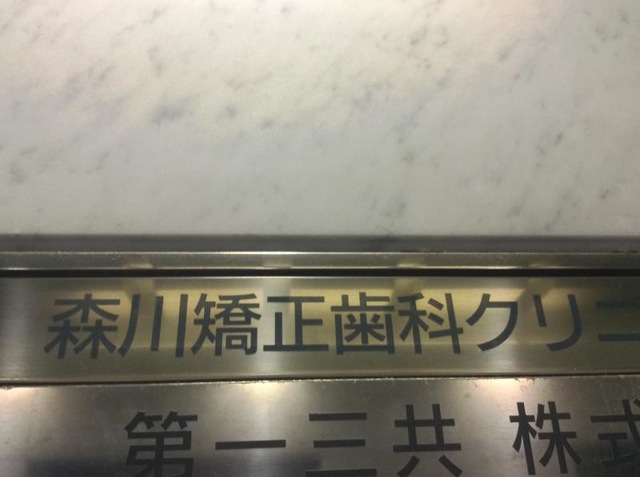 森川矯正歯科クリニ
第一三共 株式